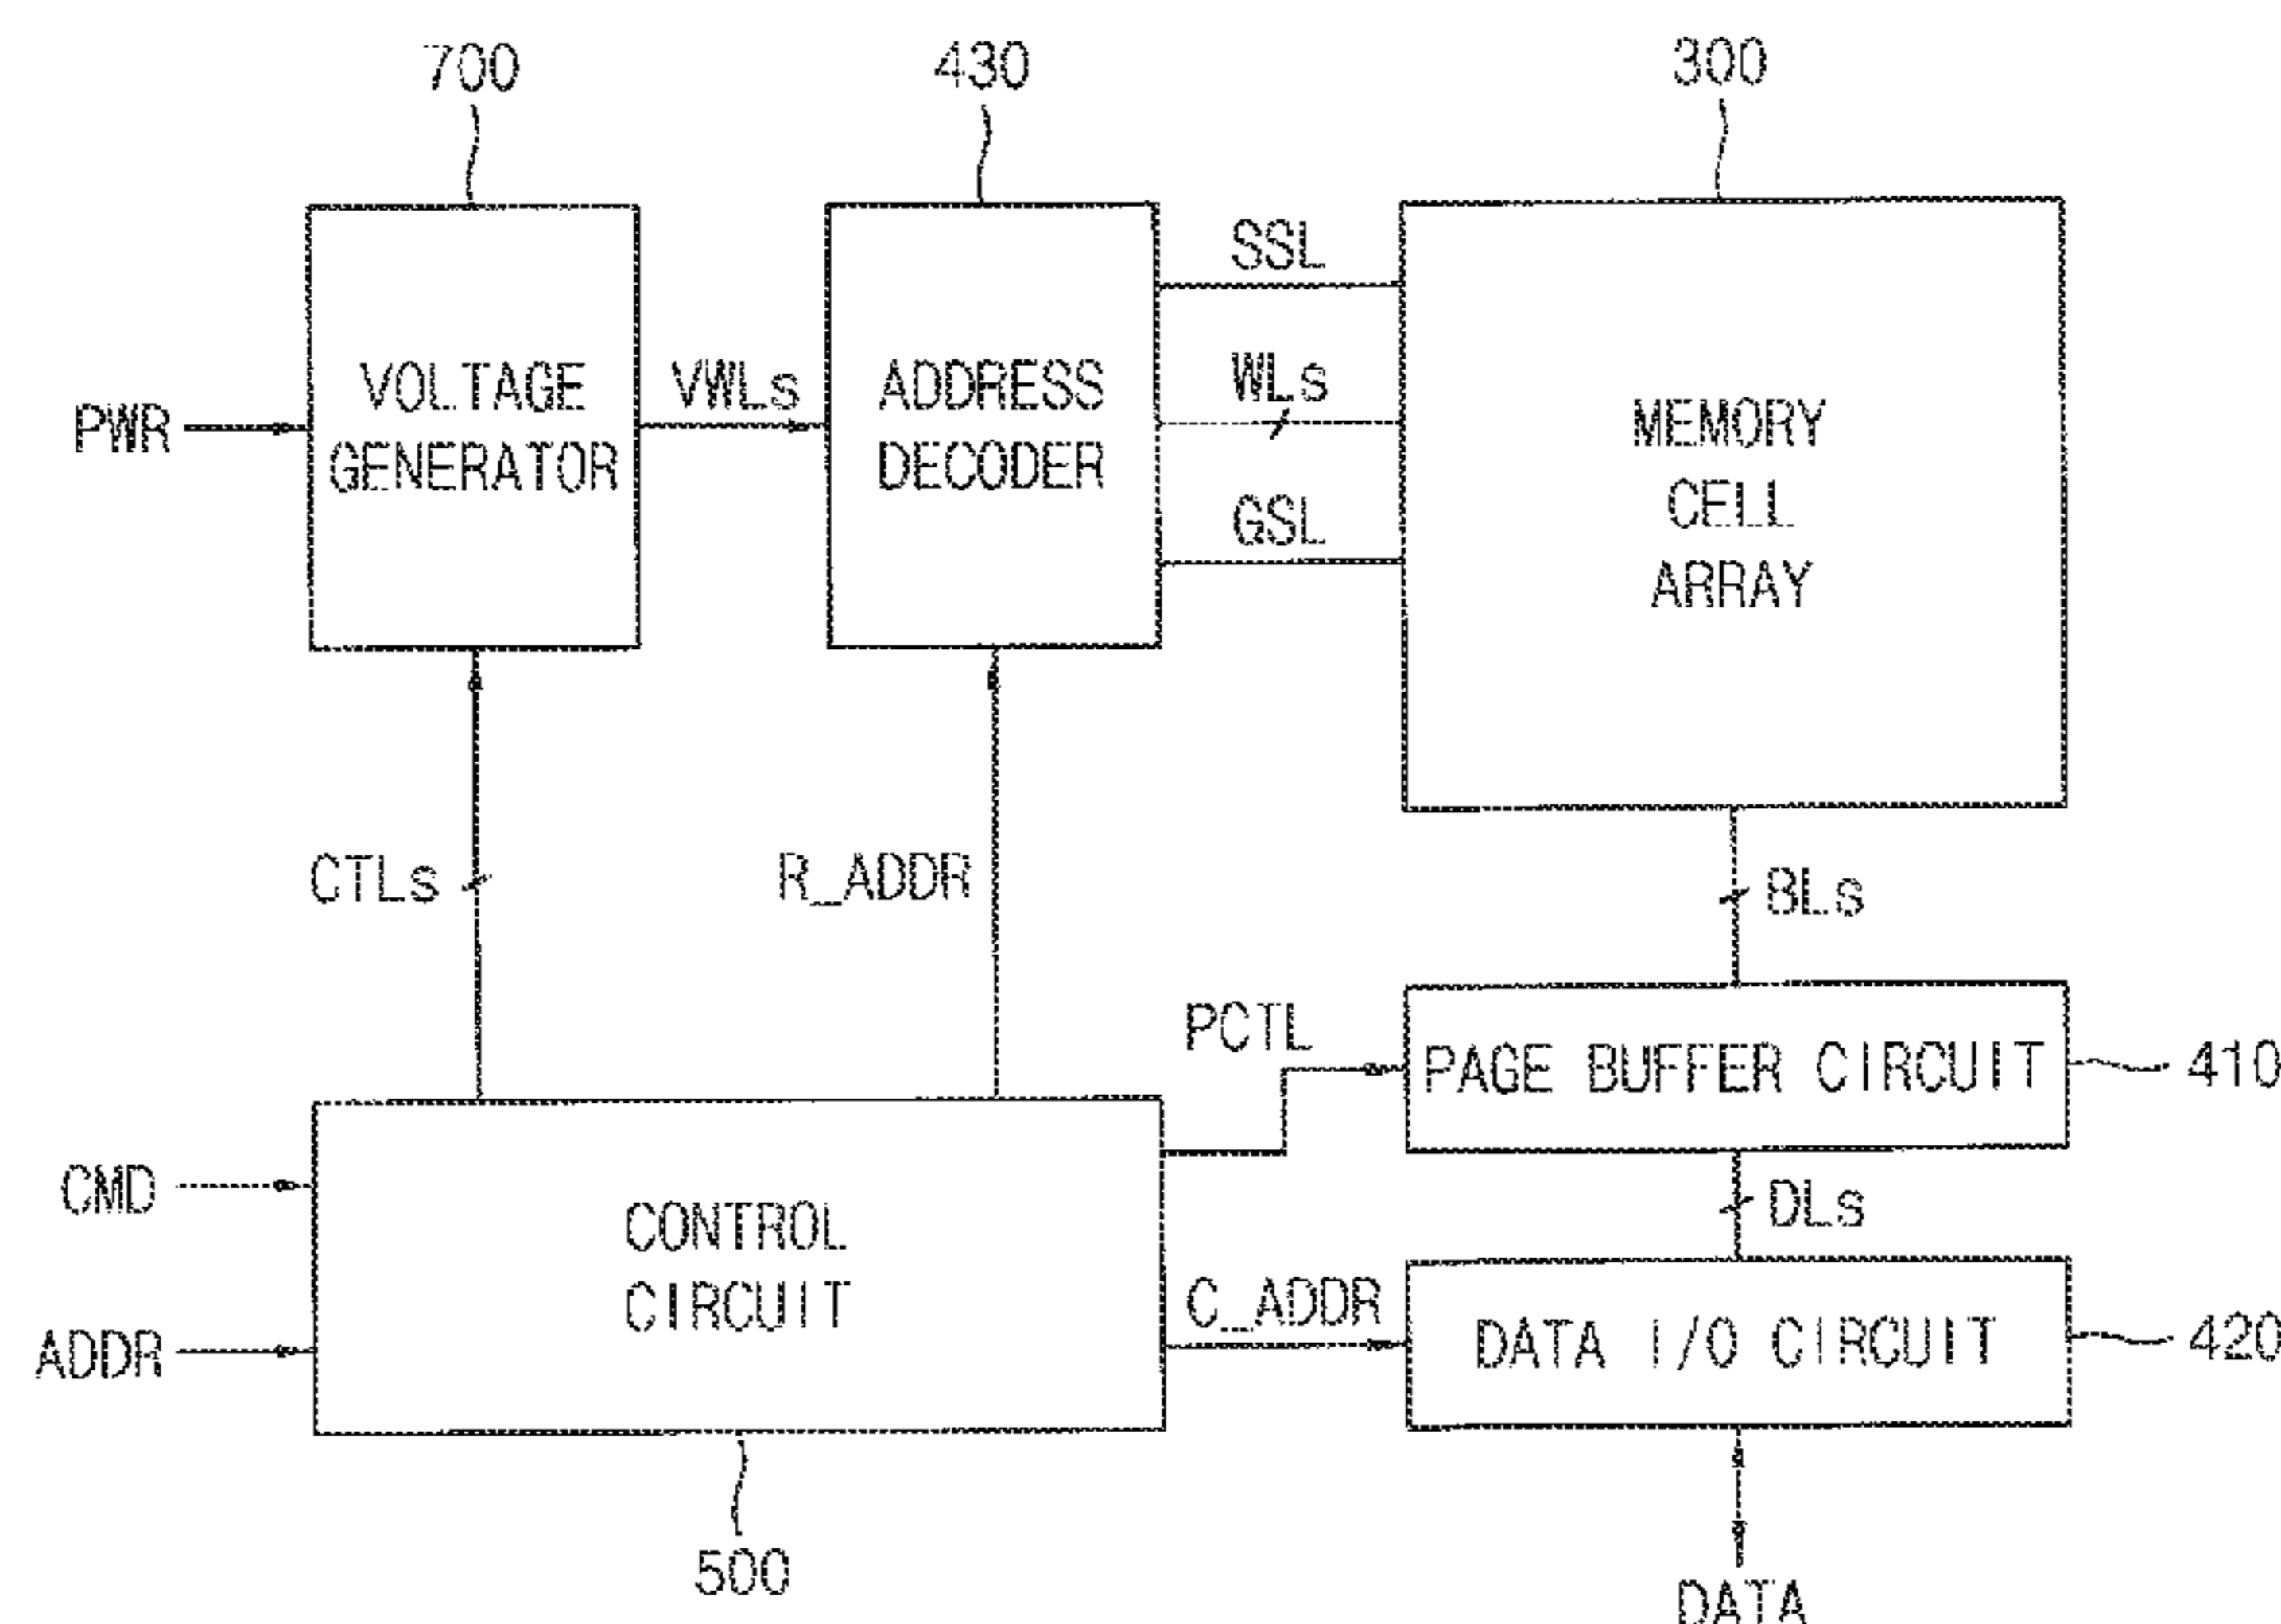 700
430
300
SSL
VOLTAGE
GENERATOR
VWLs
ADDRESS
DECODER
WLs
GSL
PWR
MEMORY
CELL
ARRAY
CTLs
R_ADDR
BLs
PCTL
PAGE BUFFER CIRCUIT
410
CMD
DLs
CONTROL
CIRCUIT
C_ADDR
DATA I/O CIRCUIT
420
ADDR
500
DATA